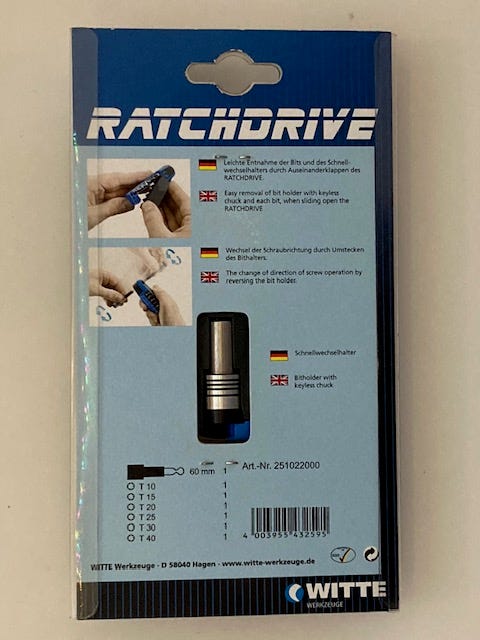 RATCHDRIVE
Leichte Entnahme der Bits und des Schnell-
wechselhalters durch Auseinanderklappen des
RATCHDRIVE.
Easy removal of bit holder with keyless
chuck and each bit, when sliding open the
RATCHDRIVE
Wechsel der Schraubrichtung durch Umstecken
des Bithalters.
The change of direction of screw operation by
reversing the bit holder.
Schnellwechselhalter
Bitholder with
keyless chuck
60 mm 1 Art.-Nr. 251022000
T 10 1
T 15 1
T 20 1
T 25 1
T 30 1
T 40 1
4 003955 432595
WITTE Werkzeuge · D 58040 Hagen · www.witte-werkzeuge.de
WITTE
WERKZEUGE